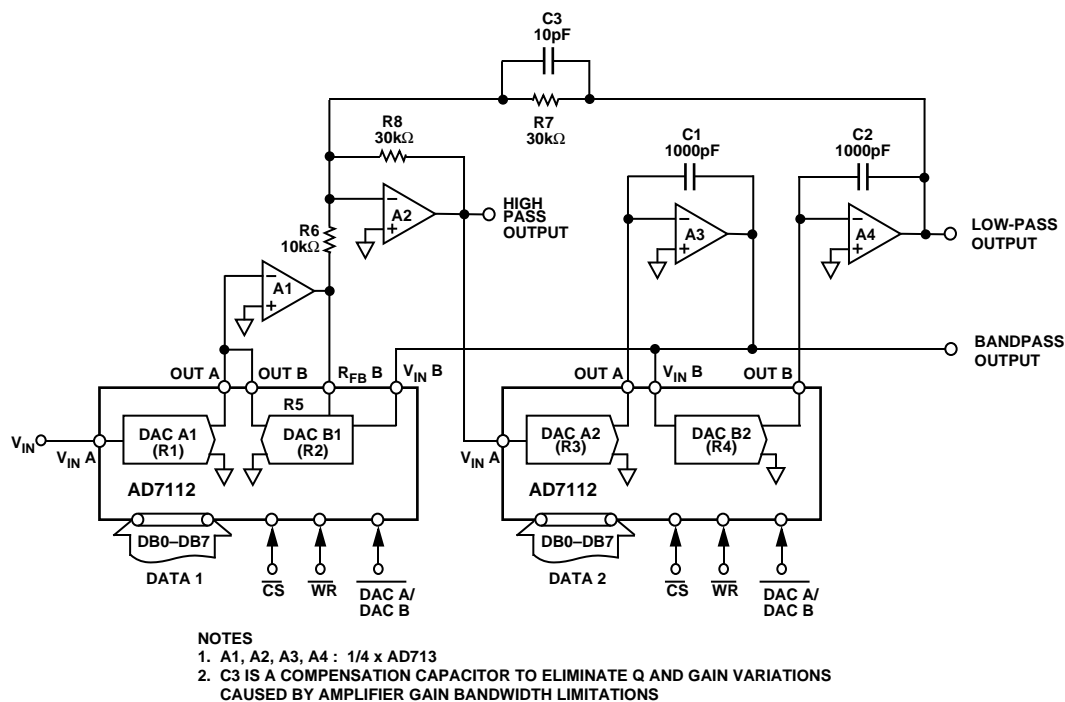 C3
10pF
R7
30kΩ
R8
30kΩ
C1
1000pF
C2
1000pF
A2
HIGH
PASS
OUTPUT
A3
A4
LOW-PASS
OUTPUT
R6
10kΩ
A1
BANDPASS
OUTPUT
OUT A
OUT B
RFB B
VIN B
OUT A
VIN B
OUT B
R5
VIN
VIN A
DAC A1
(R1)
DAC B1
(R2)
VIN A
DAC A2
(R3)
DAC B2
(R4)
AD7112
AD7112
DB0–DB7
DATA 1
CS
WR
DAC A/
DAC B
DB0–DB7
DATA 2
CS
WR
DAC A/
DAC B
NOTES
1. A1, A2, A3, A4 : 1/4 x AD713
2. C3 IS A COMPENSATION CAPACITOR TO ELIMINATE Q AND GAIN VARIATIONS
CAUSED BY AMPLIFIER GAIN BANDWIDTH LIMITATIONS